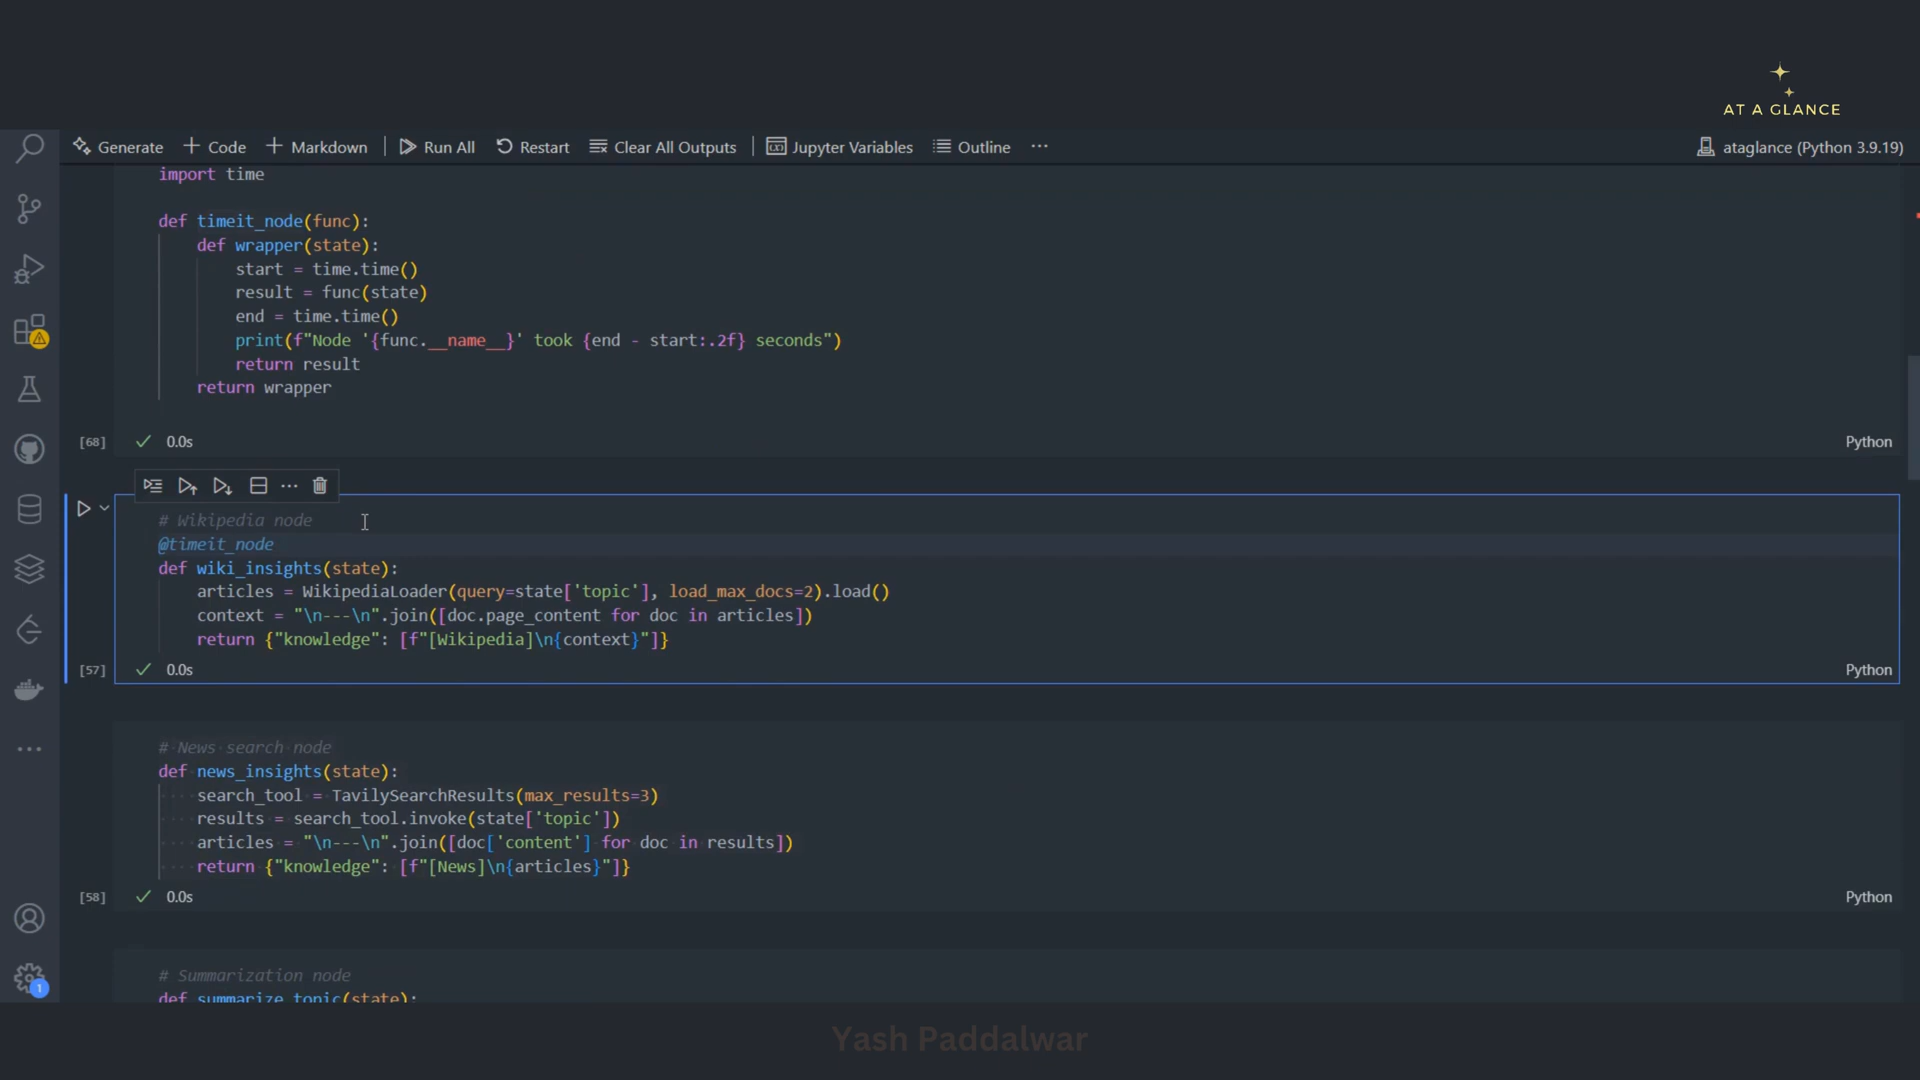 AT A GLANCE
Generate + Code + Markdown Run All Restart Clear All Outputs Jupyter Variables Outline ··· ataglance (Python 3.9.19)
import time
def timeit_node(func):
def wrapper(state):
start = time.time()
result = func(state)
end = time.time()
print(f"Node '{func.__name__}' took {end - start:.2f} seconds")
return result
return wrapper
[68] 0.0s Python
# Wikipedia node
@timeit_node
def wiki_insights(state):
articles = WikipediaLoader(query=state['topic'], load_max_docs=2).load()
context = "\n---\n".join([doc.page_content for doc in articles])
return {"knowledge": [f"[Wikipedia]\n{context}"]}
[57] 0.0s Python
# News search node
def news_insights(state):
search_tool = TavilySearchResults(max_results=3)
results = search_tool.invoke(state['topic'])
articles = "\n---\n".join([doc['content'] for doc in results])
return {"knowledge": [f"[News]\n{articles}"]}
[58] 0.0s Python
# Summarization node
def summarize_topic(state):
1
Yash Paddalwar